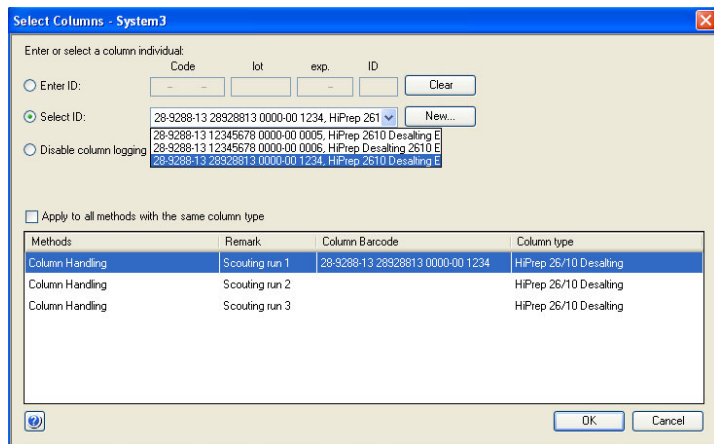 Select Columns - System3
Enter or select a column individual:
Code lot exp. ID
Enter ID: - - - Clear
Select ID: 28-9288-13 28928813 0000-00 1234, HiPrep 261 New...
28-9288-13 12345678 0000-00 0005, HiPrep 2610 Desalting E
Disable column logging 28-9288-13 12345678 0000-00 0006, HiPrep Desalting 2610 E
28-9288-13 28928813 0000-00 1234, HiPrep 2610 Desalting E
Apply to all methods with the same column type
Methods Remark Column Barcode Column type
Column Handling Scouting run 1 28-9288-13 28928813 0000-00 1234 HiPrep 26/10 Desalting
Column Handling Scouting run 2 HiPrep 26/10 Desalting
Column Handling Scouting run 3 HiPrep 26/10 Desalting
? OK Cancel